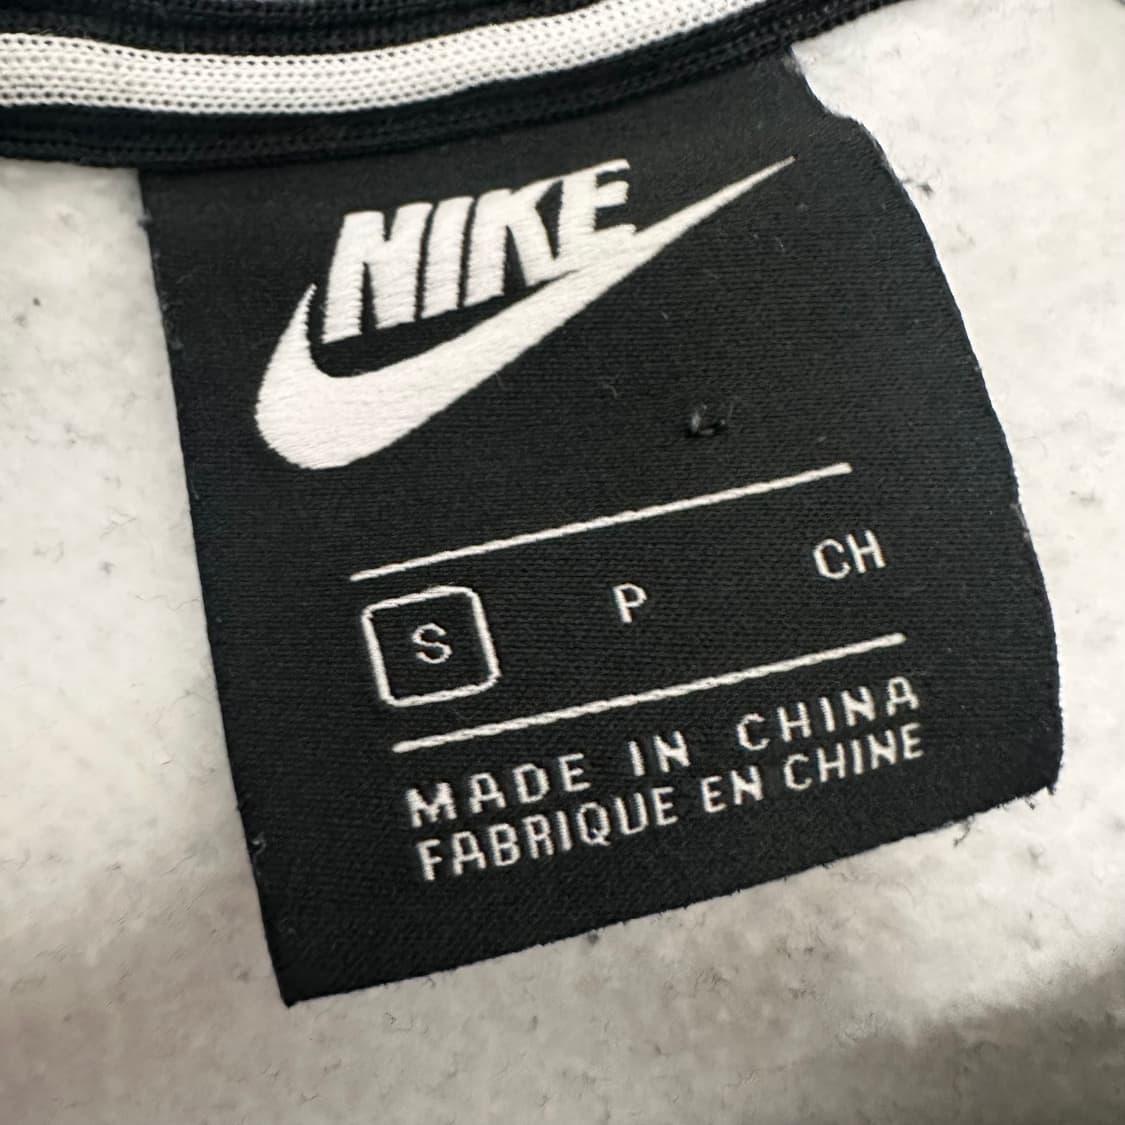 NIKE
S P CH
MADE IN CHINA
FABRIQUE EN CHINE